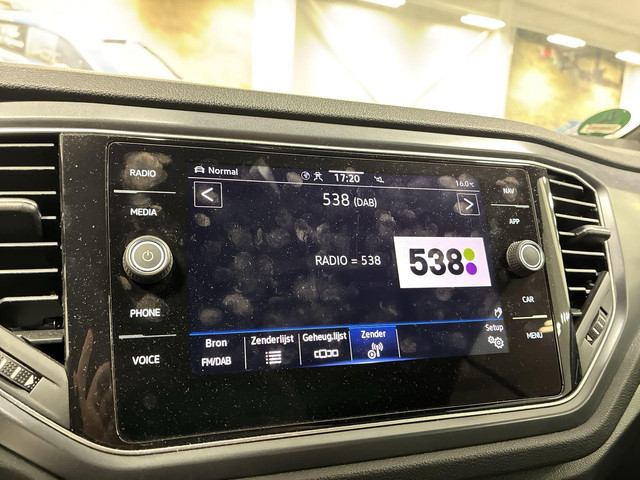 RADIO
MEDIA
PHONE
VOICE
Normal
17:20
16.0°C
538 (DAB)
RADIO = 538
538
Bron
FM/DAB
Zenderlijst
Geheug.lijst
Zender
Setup
NAV
APP
CAR
MENU